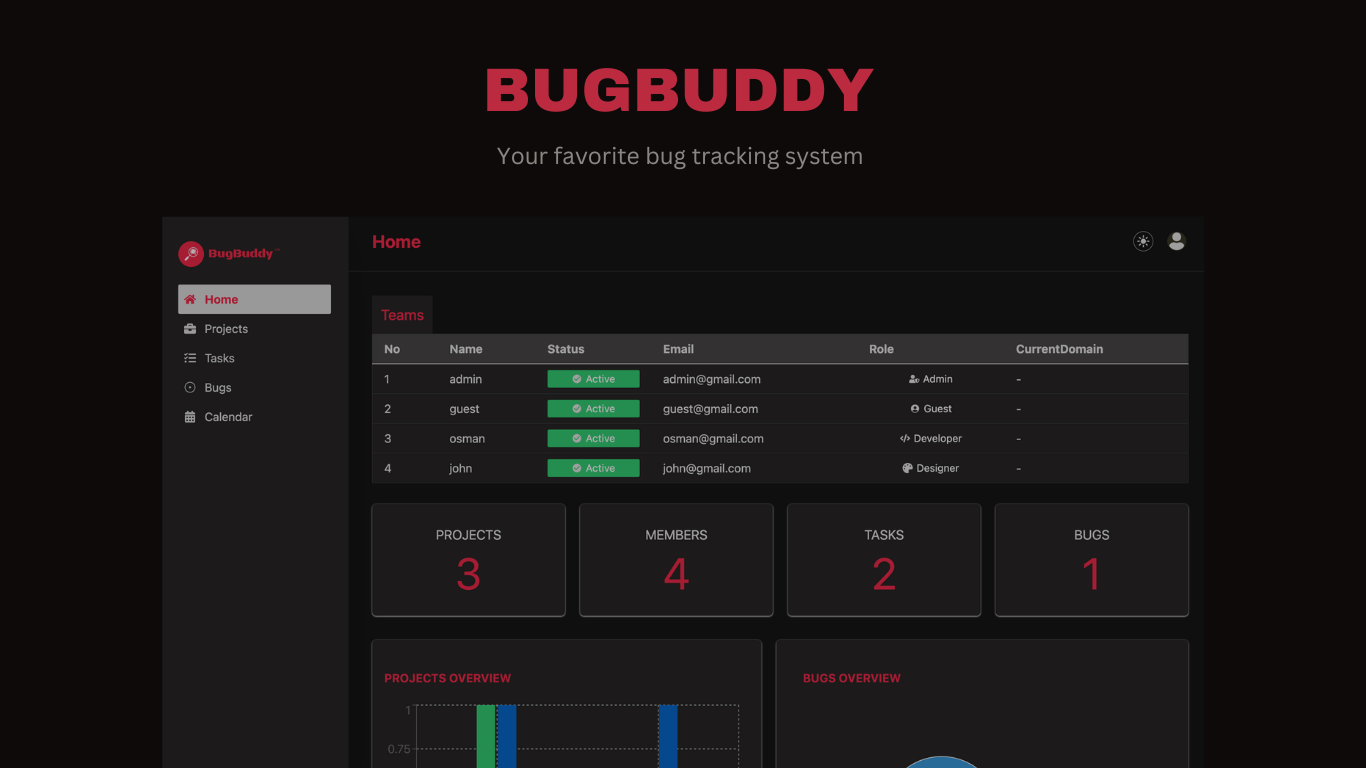 BUGBUDDY
Your favorite bug tracking system
BugBuddy™
Home
Projects
Tasks
Bugs
Calendar
Home
Teams
No Name Status Email Role CurrentDomain
1 admin Active admin@gmail.com Admin -
2 guest Active guest@gmail.com Guest -
3 osman Active osman@gmail.com Developer -
4 john Active john@gmail.com Designer -
PROJECTS MEMBERS TASKS BUGS
3 4 2 1
PROJECTS OVERVIEW BUGS OVERVIEW
1
0.75